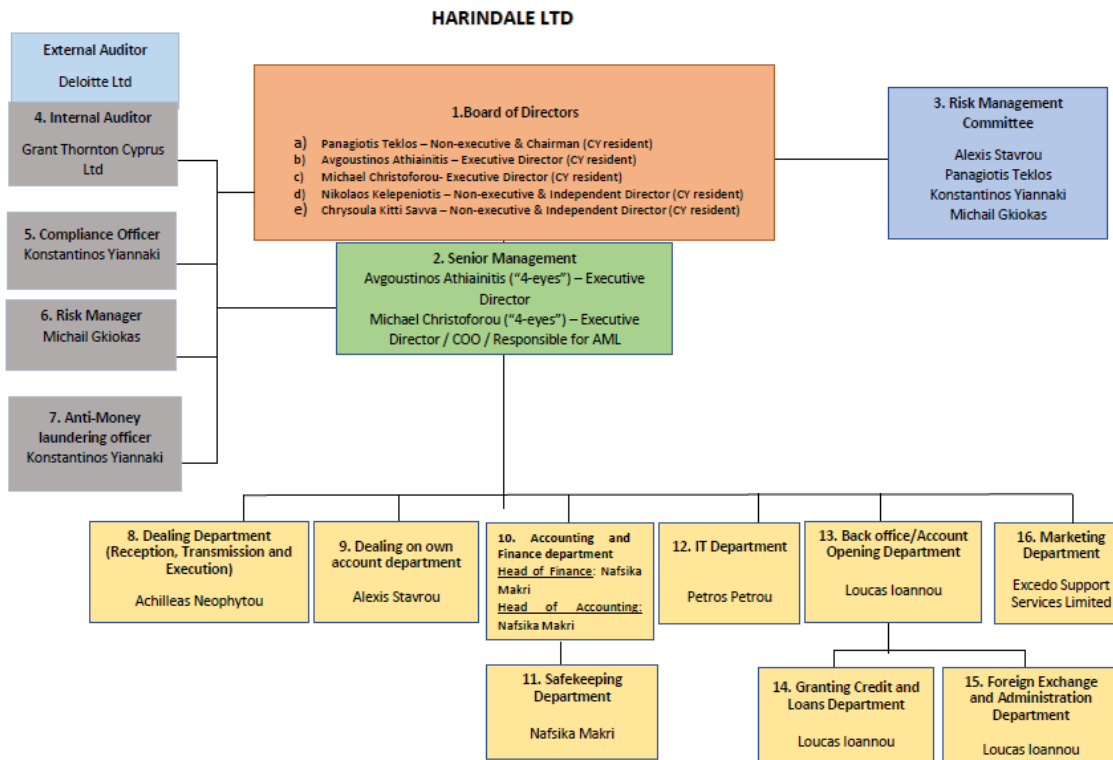 HARINDALE LTD
External Auditor
Deloitte Ltd
4. Internal Auditor
Grant Thornton Cyprus
Ltd
5. Compliance Officer
Konstantinos Yiannaki
6. Risk Manager
Michail Gkiokas
7. Anti-Money
laundering officer
Konstantinos Yiannaki
1.Board of Directors
a) Panagiotis Teklos – Non-executive & Chairman (CY resident)
b) Avgoustinos Athiainitis – Executive Director (CY resident)
c) Michael Christoforou- Executive Director (CY resident)
d) Nikolaos Kelepeniotis – Non-executive & Independent Director (CY resident)
e) Chrysoula Kitti Savva – Non-executive & Independent Director (CY resident)
3. Risk Management
Committee
Alexis Stavrou
Panagiotis Teklos
Konstantinos Yiannaki
Michail Gkiokas
2. Senior Management
Avgoustinos Athiainitis (“4-eyes”) – Executive
Director
Michael Christoforou (“4-eyes”) – Executive
Director / COO / Responsible for AML
8. Dealing Department
(Reception, Transmission and
Execution)
Achilleas Neophytou
9. Dealing on own
account department
Alexis Stavrou
10. Accounting and
Finance department
Head of Finance: Nafsika
Makri
Head of Accounting:
Nafsika Makri
11. Safekeeping
Department
Nafsika Makri
12. IT Department
Petros Petrou
13. Back office/Account
Opening Department
Loucas Ioannou
14. Granting Credit and
Loans Department
Loucas Ioannou
15. Foreign Exchange
and Administration
Department
Loucas Ioannou
16. Marketing
Department
Excedo Support
Services Limited